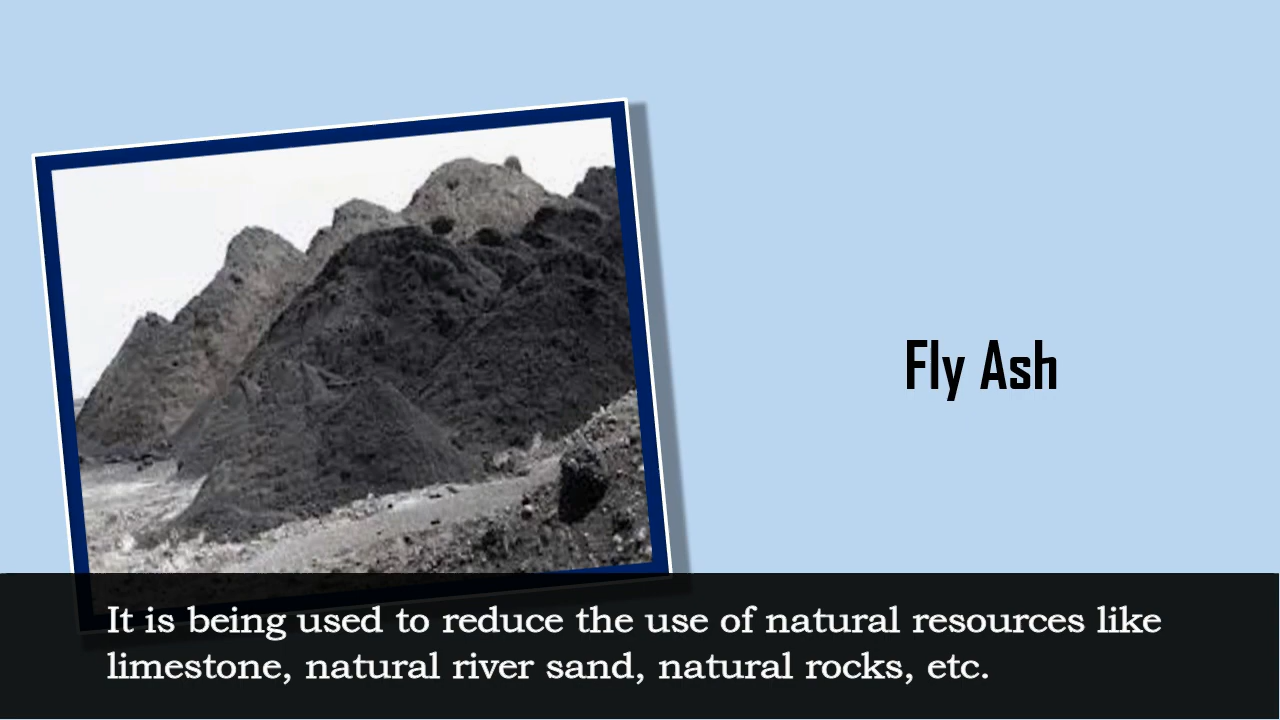 Fly Ash
It is being used to reduce the use of natural resources like
limestone, natural river sand, natural rocks, etc.